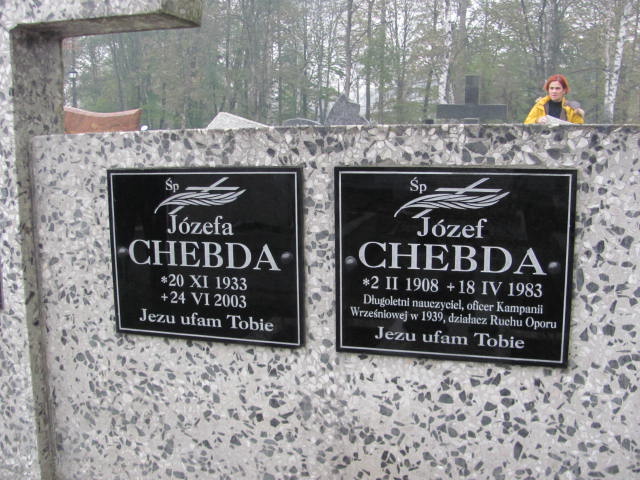 Śp
Józefa
CHEBDA
*20 XI 1933
+24 VI 2003
Jezu ufam Tobie
Śp
Józef
CHEBDA
*2 II 1908 +18 IV 1983
Długoletni nauczyciel, oficer Kampanii
Wrześniowej w 1939, działacz Ruchu Oporu
Jezu ufam Tobie